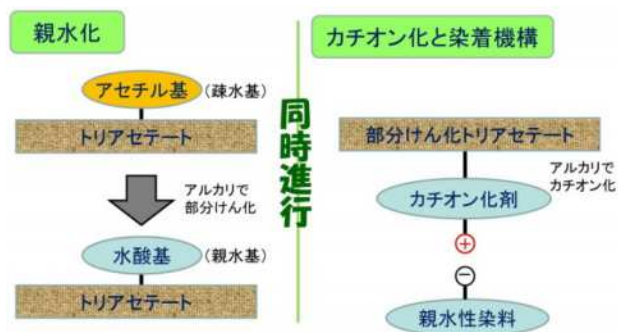 親水化
アセチル基
(疎水基)
トリアセテート
アルカリで
部分けん化
水酸基
(親水基)
トリアセテート
同時進行
カチオン化と染着機構
部分けん化トリアセテート
アルカリで
カチオン化
カチオン化剤
+
−
親水性染料